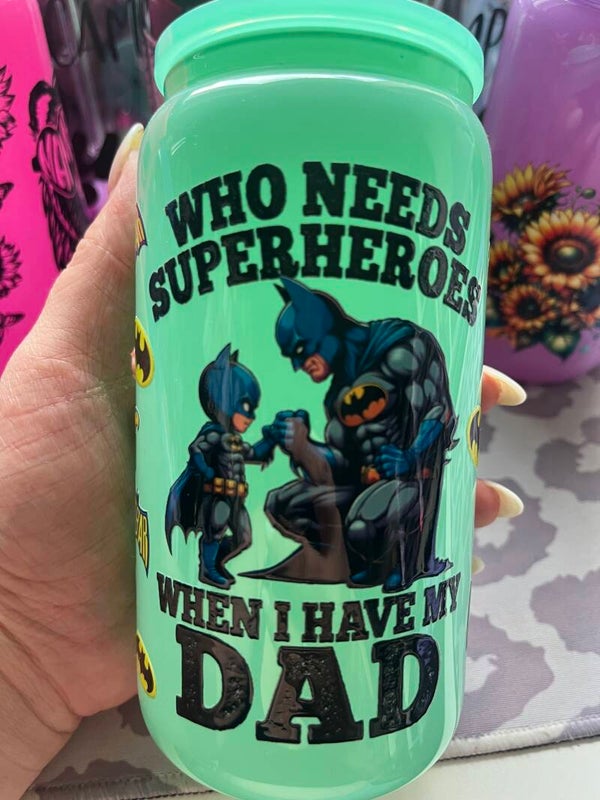 WHO NEEDS
SUPERHEROES
WHEN I HAVE MY
DAD